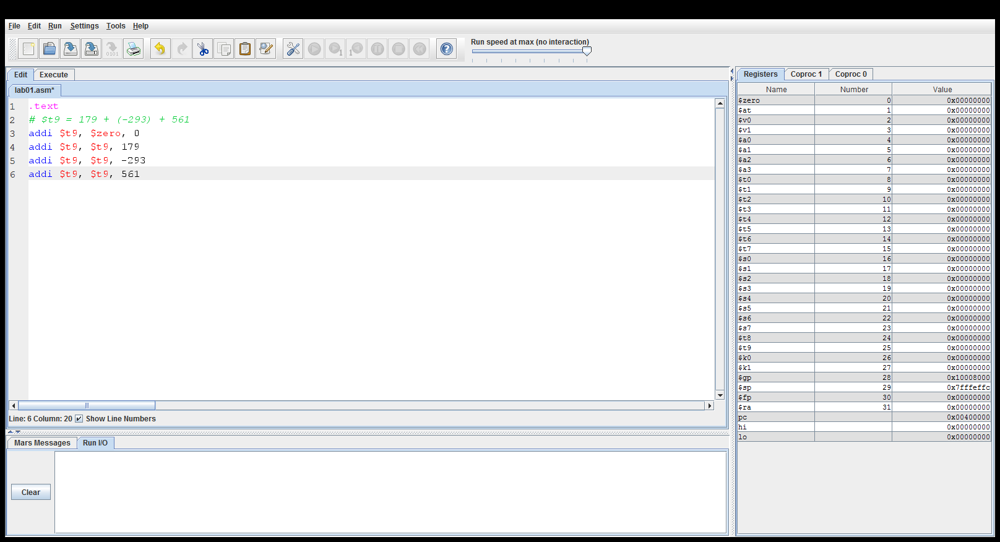 File Edit Run Settings Tools Help
Run speed at max (no interaction)
Edit Execute
lab01.asm*
1 .text
2 # $t9 = 179 + (-293) + 561
3 addi $t9, $zero, 0
4 addi $t9, $t9, 179
5 addi $t9, $t9, -293
6 addi $t9, $t9, 561
Line: 6 Column: 20 Show Line Numbers
Mars Messages Run I/O
Clear
Registers Coproc 1 Coproc 0
Name Number Value
$zero 0 0x00000000
$at 1 0x00000000
$v0 2 0x00000000
$v1 3 0x00000000
$a0 4 0x00000000
$a1 5 0x00000000
$a2 6 0x00000000
$a3 7 0x00000000
$t0 8 0x00000000
$t1 9 0x00000000
$t2 10 0x00000000
$t3 11 0x00000000
$t4 12 0x00000000
$t5 13 0x00000000
$t6 14 0x00000000
$t7 15 0x00000000
$s0 16 0x00000000
$s1 17 0x00000000
$s2 18 0x00000000
$s3 19 0x00000000
$s4 20 0x00000000
$s5 21 0x00000000
$s6 22 0x00000000
$s7 23 0x00000000
$t8 24 0x00000000
$t9 25 0x00000000
$k0 26 0x00000000
$k1 27 0x00000000
$gp 28 0x10008000
$sp 29 0x7fffeffc
$fp 30 0x00000000
$ra 31 0x00000000
pc 0x00400000
hi 0x00000000
lo 0x00000000